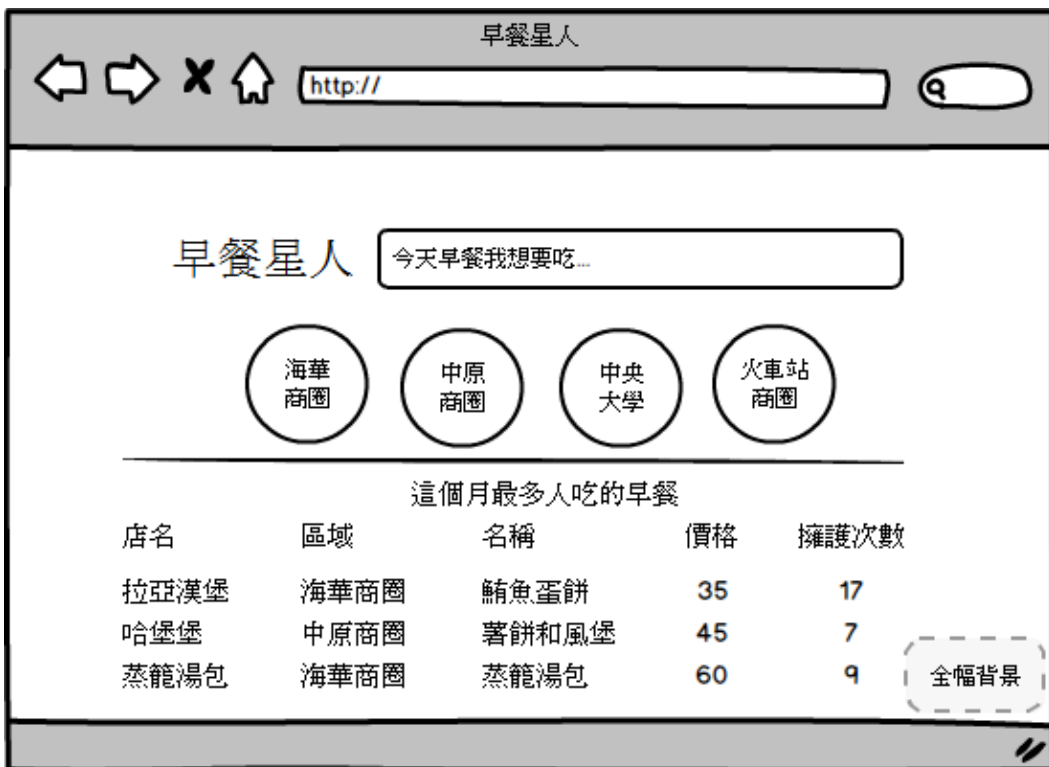 早餐星人
http://
早餐星人
今天早餐我想要吃...
海華
商圈
中原
商圈
中央
大學
火車站
商圈
這個月最多人吃的早餐
店名 區域 名稱 價格 擁護次數
拉亞漢堡 海華商圈 鮪魚蛋餅 35 17
哈堡堡 中原商圈 薯餅和風堡 45 7
蒸籠湯包 海華商圈 蒸籠湯包 60 9
全幅背景